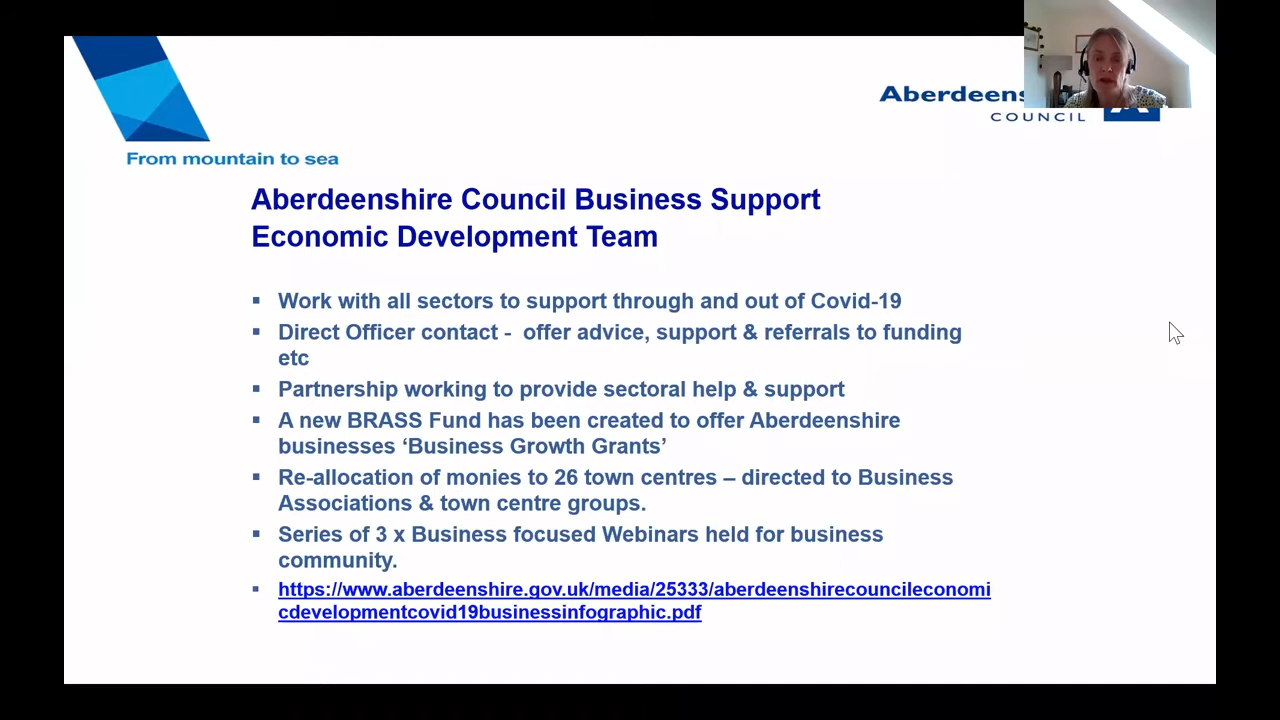 Aberdeens
COUNCIL
From mountain to sea
Aberdeenshire Council Business Support
Economic Development Team
▪ Work with all sectors to support through and out of Covid-19
▪ Direct Officer contact -  offer advice, support & referrals to funding
etc
▪ Partnership working to provide sectoral help & support
▪ A new BRASS Fund has been created to offer Aberdeenshire
businesses ‘Business Growth Grants’
▪ Re-allocation of monies to 26 town centres – directed to Business
Associations & town centre groups.
▪ Series of 3 x Business focused Webinars held for business
community.
▪ https://www.aberdeenshire.gov.uk/media/25333/aberdeenshirecouncileconomi
cdevelopmentcovid19businessinfographic.pdf